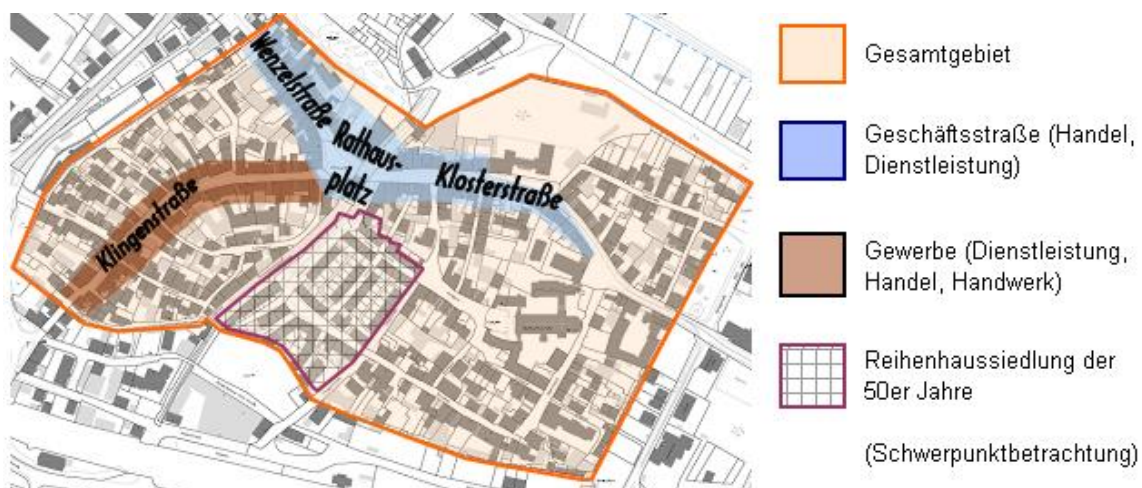 Wenzelstraße
Rathaus-
platz
Klosterstraße
Klingenstraße
Gesamtgebiet
Geschäftsstraße (Handel,
Dienstleistung)
Gewerbe (Dienstleistung,
Handel, Handwerk)
Reihenhaussiedlung der
50er Jahre
(Schwerpunktbetrachtung)